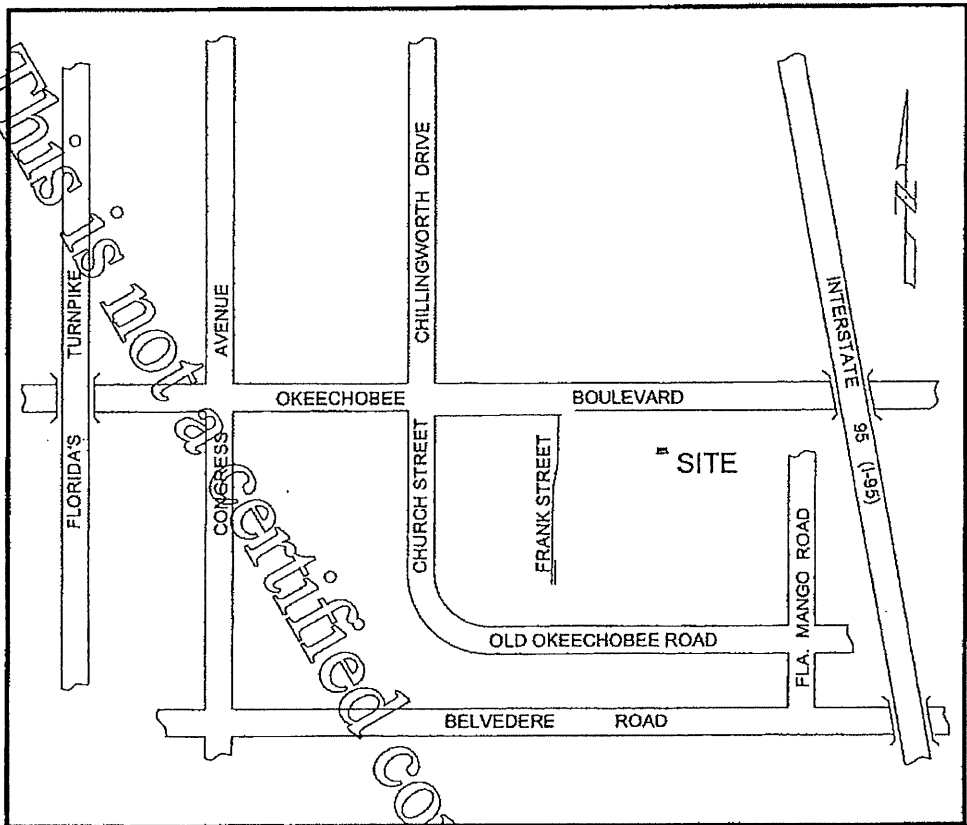 This is not a certified co
FLORIDA'S TURNPIKE
CONGRESS AVENUE
CHILLINGWORTH DRIVE
INTERSTATE 95 (I-95)
N
OKEECHOBEE BOULEVARD
CHURCH STREET
FRANK STREET
SITE
FLA. MANGO ROAD
OLD OKEECHOBEE ROAD
BELVEDERE ROAD